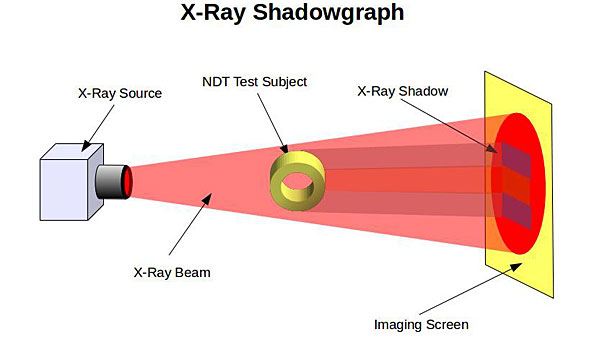 X-Ray Shadowgraph
X-Ray Source
NDT Test Subject
X-Ray Shadow
X-Ray Beam
Imaging Screen